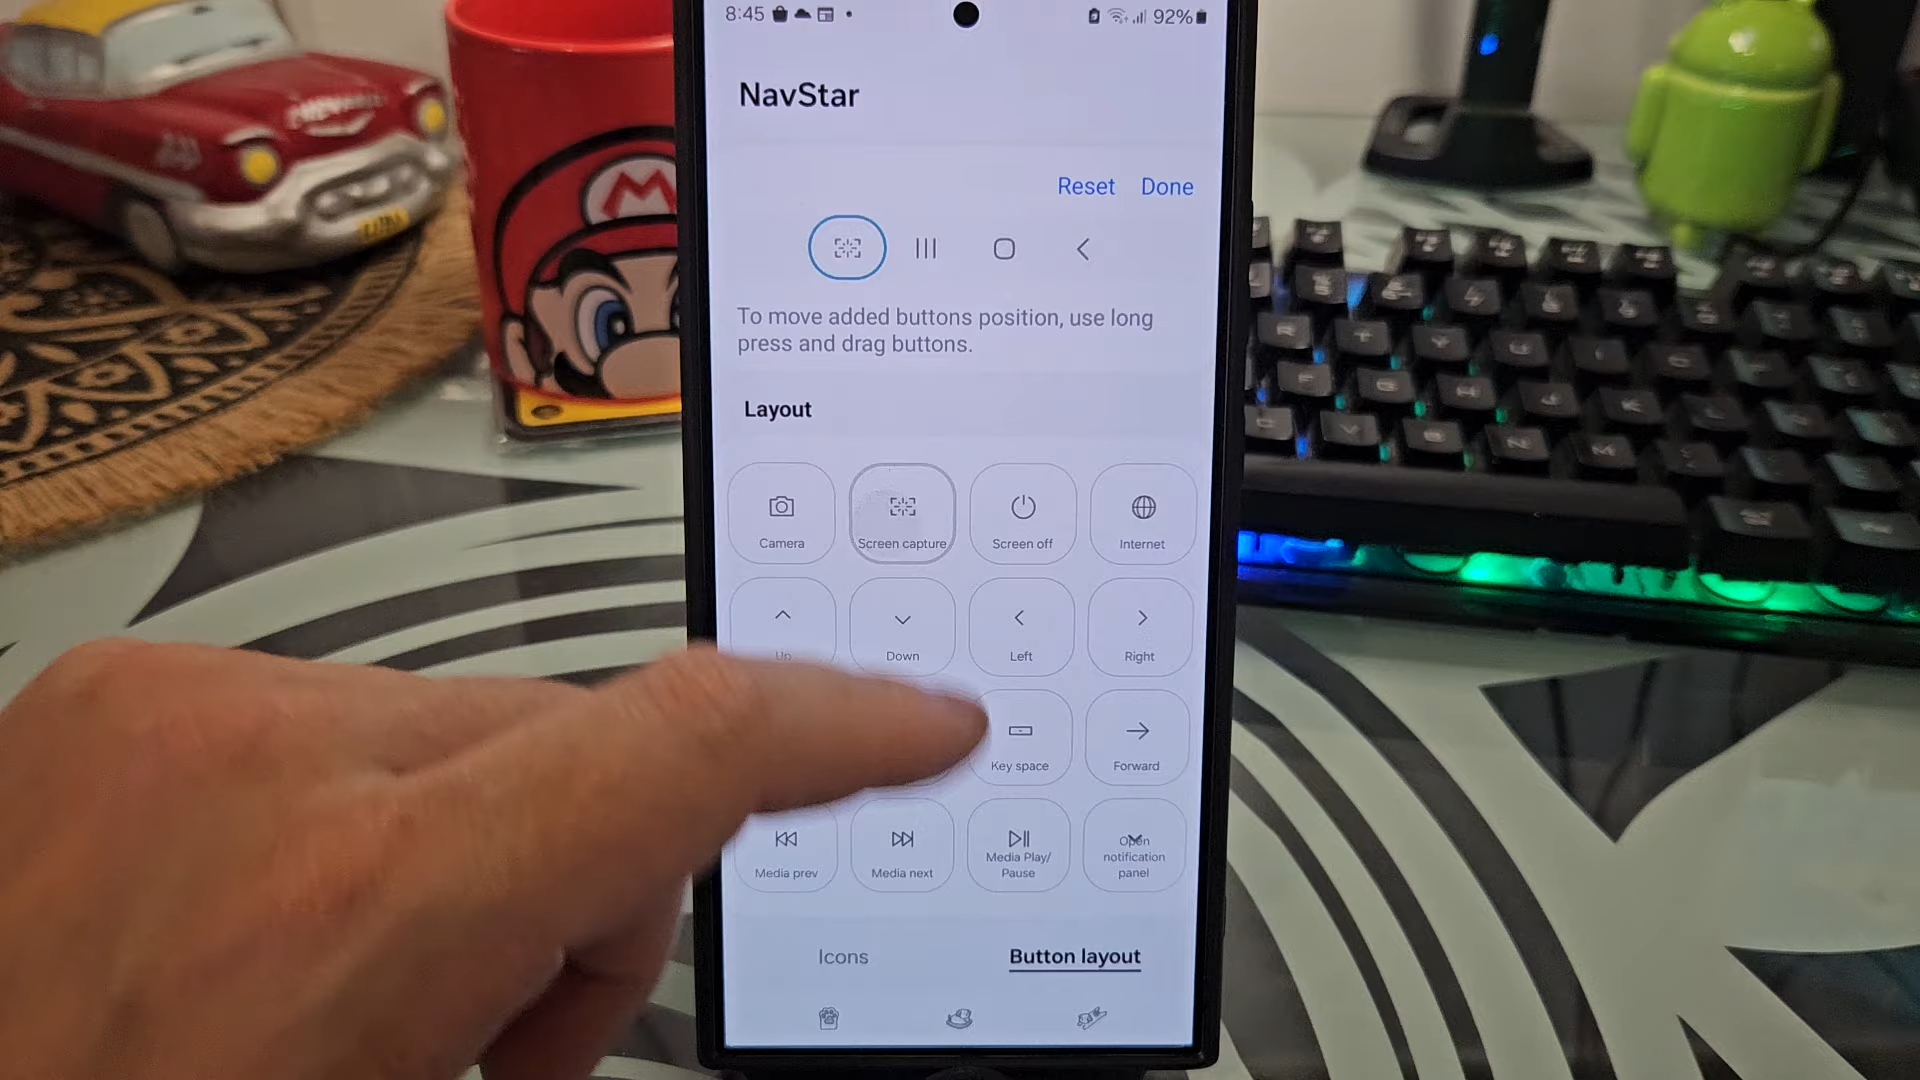 8:45
92%
NavStar
Reset Done
To move added buttons position, use long
press and drag buttons.
Layout
Camera
Screen capture
Screen off
Internet
Up
Down
Left
Right
Key space
Forward
Media prev
Media next
Media Play/
Pause
Open
notification
panel
Icons
Button layout
M